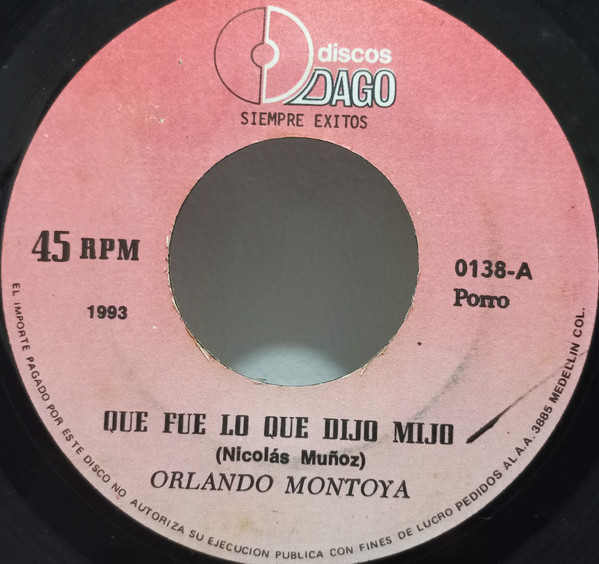 discos
DAGO
SIEMPRE EXITOS
45 RPM
0138-A
Porro
1993
QUE FUE LO QUE DIJO MIJO
(Nicolás Muñoz)
ORLANDO MONTOYA
EL IMPORTE PAGADO POR ESTE DISCO NO AUTORIZA SU EJECUCION PUBLICA CON FINES DE LUCRO PEDIDOS AL A.A. 3885 MEDELLIN COL.